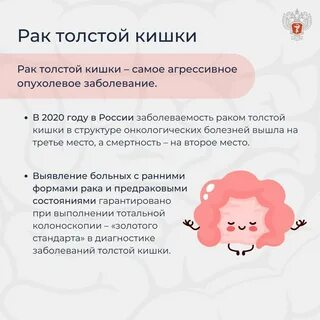 Рак толстой кишки
Рак толстой кишки – самое агрессивное
опухолевое заболевание.
• В 2020 году в России заболеваемость раком толстой
кишки в структуре онкологических болезней вышла на
третье место, а смертность – на второе место.
• Выявление больных с ранними
формами рака и предраковыми
состояниями гарантировано
при выполнении тотальной
колоноскопии – «золотого
стандарта» в диагностике
заболеваний толстой кишки.